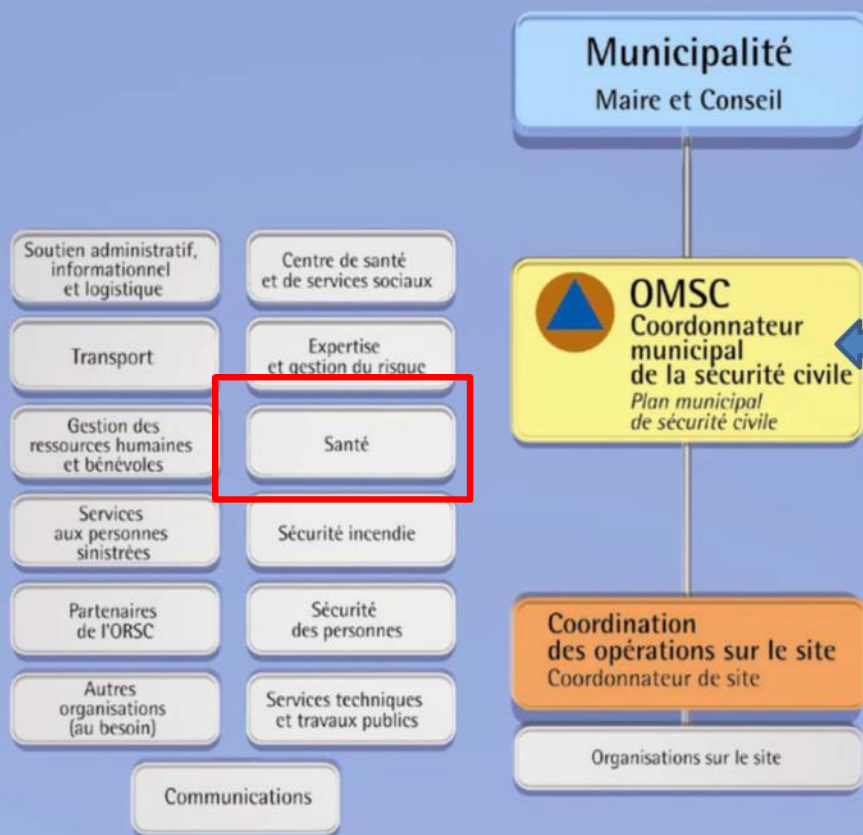 Municipalité
Maire et Conseil
Soutien administratif,
informationnel
et logistique
Centre de santé
et de services sociaux
Transport
Expertise
et gestion du risque
Gestion des
ressources humaines
et bénévoles
Santé
Services
aux personnes
sinistrées
Sécurité incendie
Partenaires
de l'ORSC
Sécurité
des personnes
Autres
organisations
(au besoin)
Services techniques
et travaux publics
Communications
OMSC
Coordonnateur
municipal
de la sécurité civile
Plan municipal
de sécurité civile
Coordination
des opérations sur le site
Coordonnateur de site
Organisations sur le site